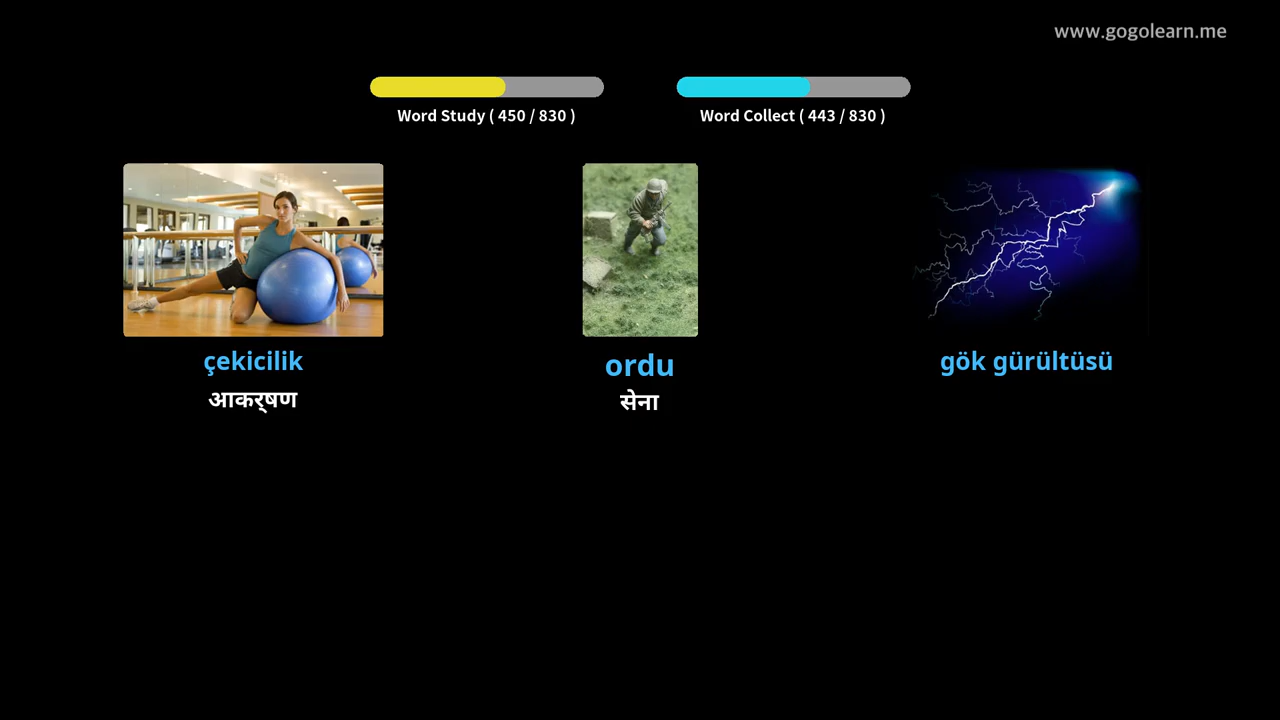 www.gogolearn.me
Word Study ( 450 / 830 )
Word Collect ( 443 / 830 )
çekicilik
आकर्षण
ordu
सेना
gök gürültüsü